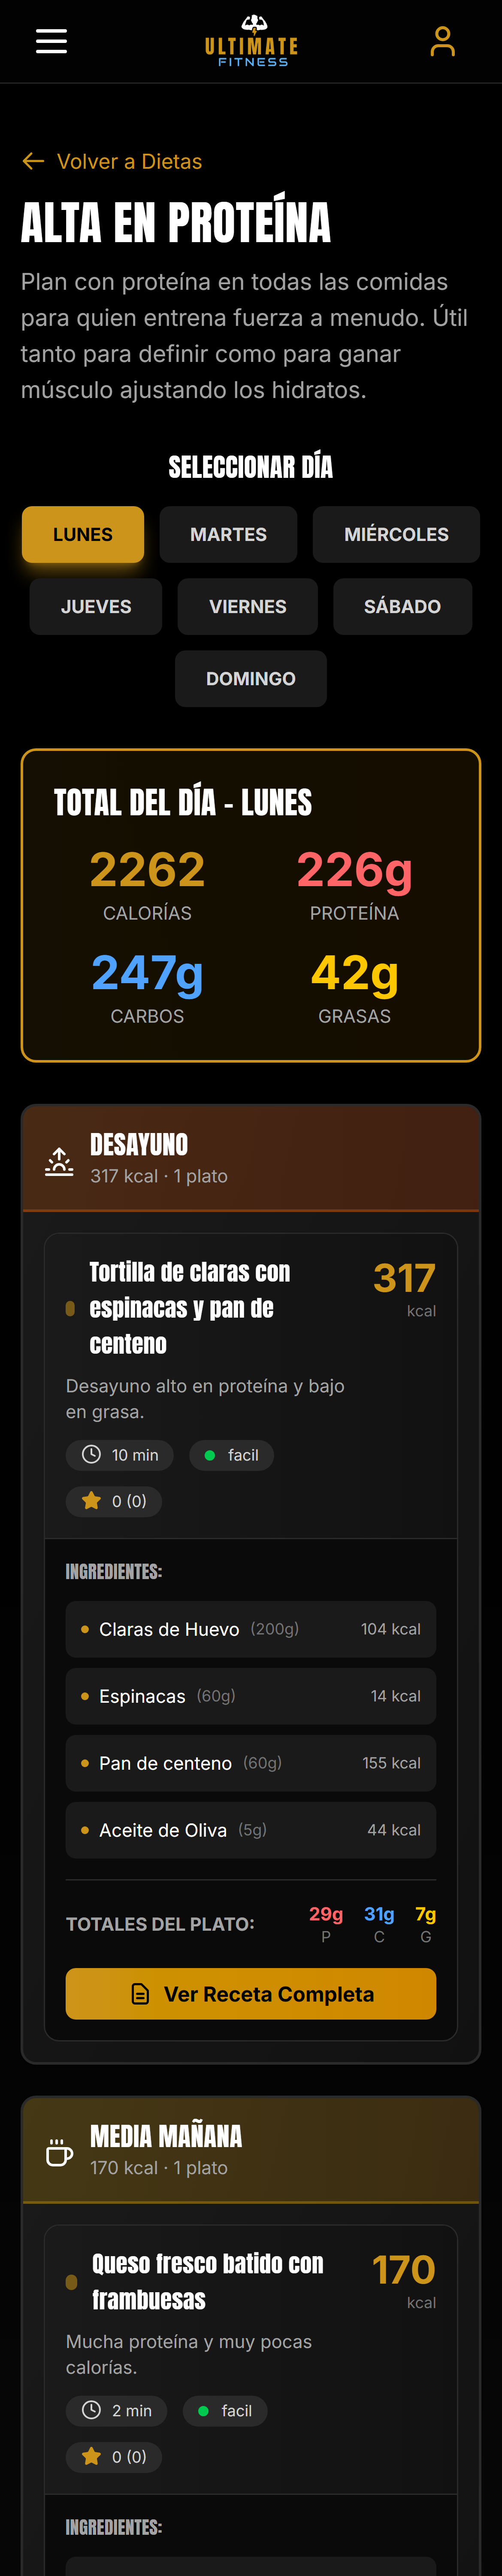 ULTIMATE
FITNESS
Volver a Dietas
ALTA EN PROTEÍNA
Plan con proteína en todas las comidas
para quien entrena fuerza a menudo. Útil
tanto para definir como para ganar
músculo ajustando los hidratos.
SELECCIONAR DÍA
LUNES MARTES MIÉRCOLES
JUEVES VIERNES SÁBADO
DOMINGO
TOTAL DEL DÍA - LUNES
2262 226g
CALORÍAS PROTEÍNA
247g 42g
CARBOS GRASAS
DESAYUNO
317 kcal · 1 plato
Tortilla de claras con
espinacas y pan de
centeno
317
kcal
Desayuno alto en proteína y bajo
en grasa.
10 min facil
0 (0)
INGREDIENTES:
Claras de Huevo (200g) 104 kcal
Espinacas (60g) 14 kcal
Pan de centeno (60g) 155 kcal
Aceite de Oliva (5g) 44 kcal
TOTALES DEL PLATO: 29g 31g 7g
P C G
Ver Receta Completa
MEDIA MAÑANA
170 kcal · 1 plato
Queso fresco batido con
frambuesas
170
kcal
Mucha proteína y muy pocas
calorías.
2 min facil
0 (0)
INGREDIENTES: